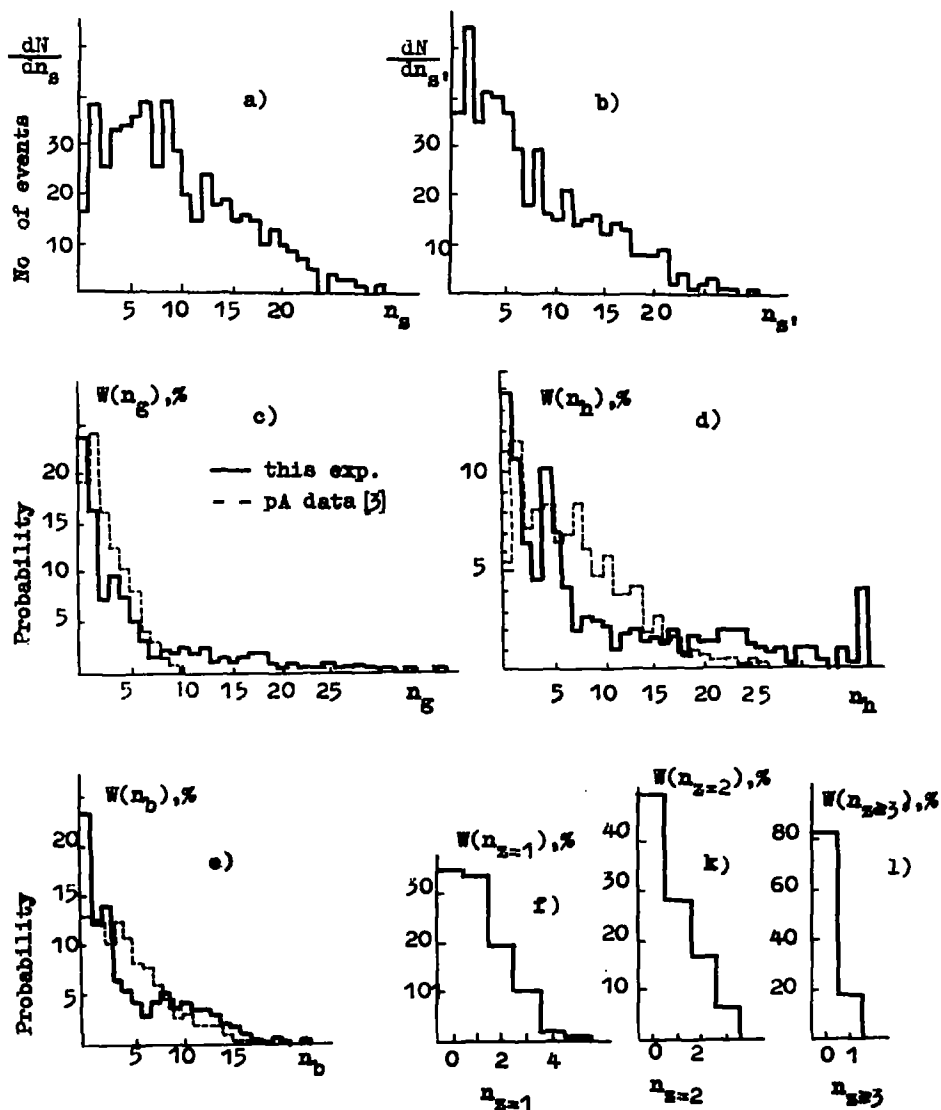 dN
dn_s
No of events
a)
30
20
10
5 10 15 20
n_s
dN
dn_s'
b)
30
20
10
5 10 15 20
n_s'
W(n_g),%
c)
Probability
20
15
10
5
this exp.
pA data [3]
5 10 15 20 25
n_g
W(n_h),%
d)
10
5
5 10 15 20 25
n_h
W(n_b),%
e)
Probability
20
15
10
5
5 10 15
n_b
W(n_z=1),%
f)
30
20
10
0 2 4
n_z=1
W(n_z=2),%
k)
40
30
20
10
0 1 2
n_z=2
W(n_z≥3),%
l)
80
60
40
20
0 1
n_z≥3